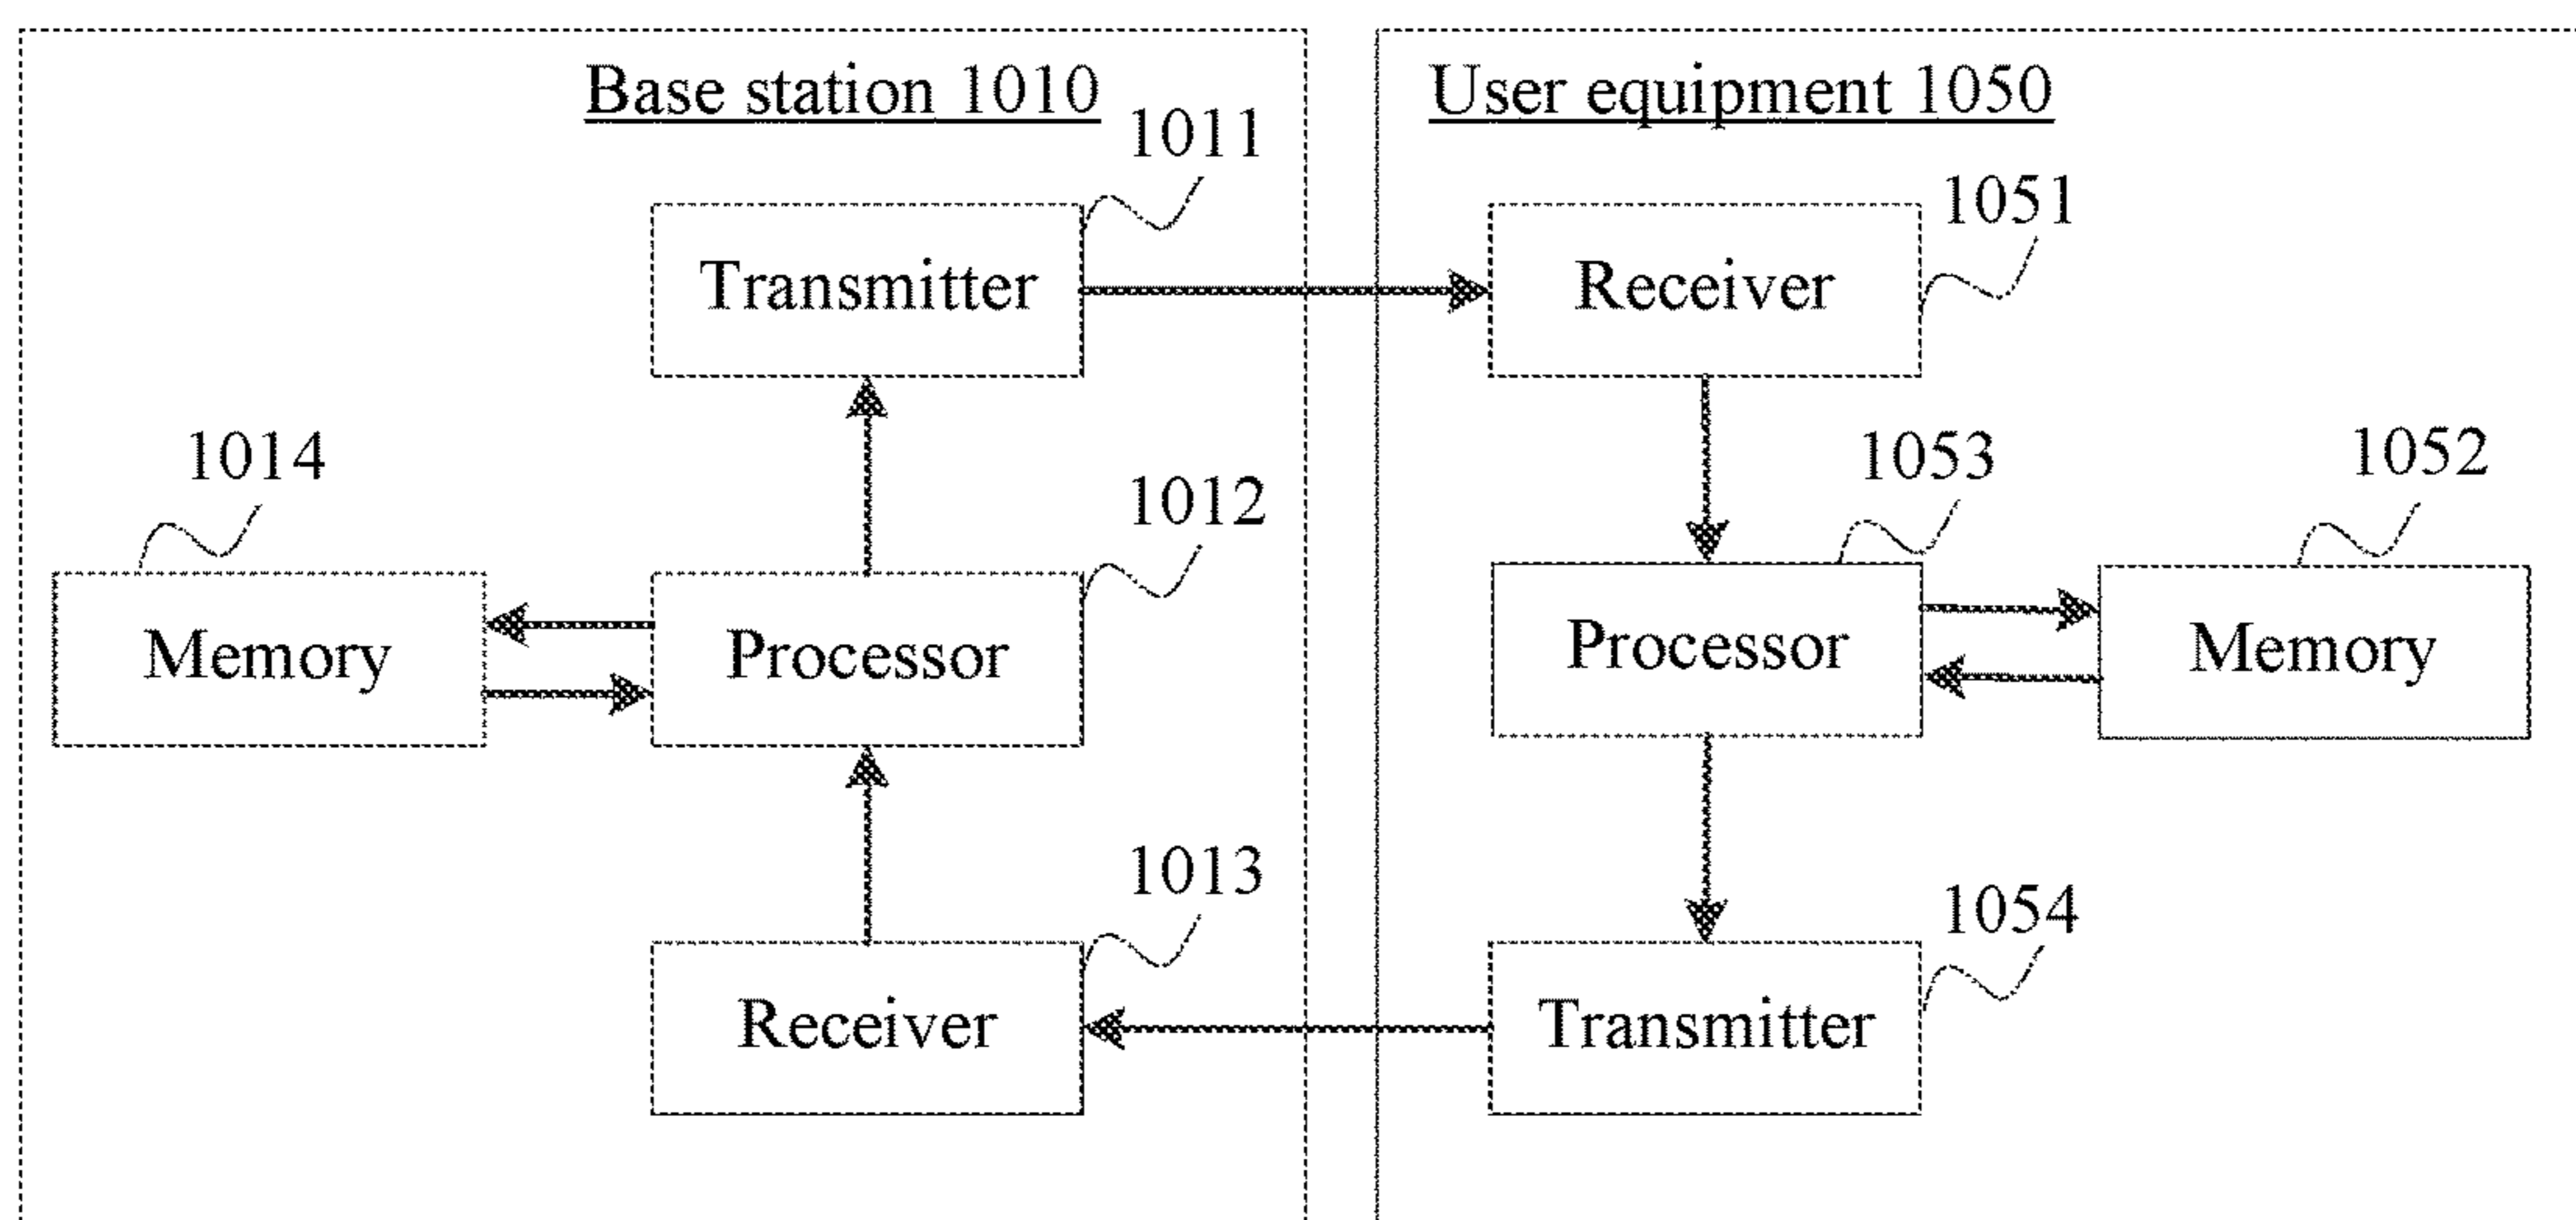 Base station 1010
User equipment 1050
1011
1051
Transmitter
Receiver
1014
1012
1053
1052
Memory
Processor
Processor
Memory
1013
1054
Receiver
Transmitter